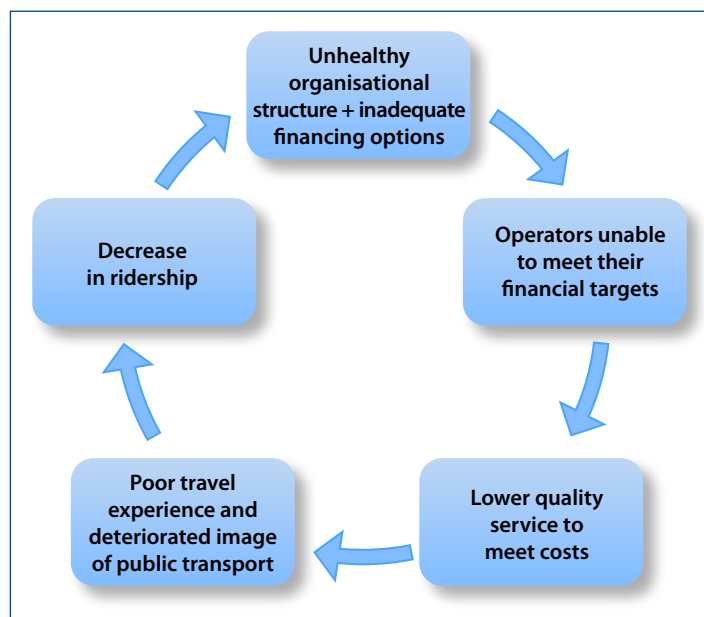 Unhealthy
organisational
structure + inadequate
financing options
Operators unable
to meet their
financial targets
Lower quality
service to
meet costs
Poor travel
experience and
deteriorated image
of public transport
Decrease
in ridership